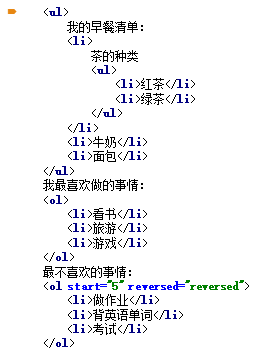 <ul>
我的早餐清单:
<li>
茶的种类
<ul>
<li>红茶</li>
<li>绿茶</li>
</ul>
</li>
<li>牛奶</li>
<li>面包</li>
</ul>
我最喜欢做的事情:
<ol>
<li>看书</li>
<li>旅游</li>
<li>游戏</li>
</ol>
最不喜欢的事情:
<ol start="5" reversed="reversed">
<li>做作业</li>
<li>背英语单词</li>
<li>考试</li>
</ol>